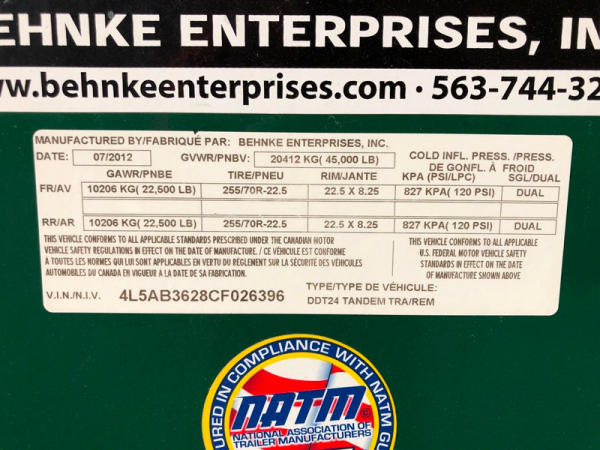 EHNKE ENTERPRISES, IN
w.behnkeenterprises.com · 563-744-32
MANUFACTURED BY/FABRIQUÉ PAR: BEHNKE ENTERPRISES, INC.
DATE: 07/2012 GVWR/PNBV: 20412 KG( 45,000 LB) COLD INFL. PRESS. /PRESS.
DE GONFL. À FROID
GAWR/PNBE TIRE/PNEU RIM/JANTE KPA (PSI/LPC) SGL/DUAL
FR/AV 10206 KG( 22,500 LB) 255/70R-22.5 22.5 X 8.25 827 KPA( 120 PSI) DUAL
RR/AR 10206 KG( 22,500 LB) 255/70R-22.5 22.5 X 8.25 827 KPA( 120 PSI) DUAL
THIS VEHICLE CONFORMS TO ALL APPLICABLE STANDARDS PRESCRIBED UNDER THE CANADIAN MOTOR
VEHICLE SAFETY REGULATIONS IN EFFECT ON THE DATE OF MANUFACTURE. / CE VÉHICULE EST CONFORME
A TOUTES LES NORMES QUI LUI SONT APPLICABLES EN VERTU DU RÉGLEMENT SUR LA SÉCURITÉ DES VÉHICULES
AUTOMOBILES DU CANADA EN VIGUEUR À LA DATE DE SA FABRICATION.
THIS VEHICLE CONFORMS TO ALL APPLICABLE
U.S. FEDERAL MOTOR VEHICLE SAFETY
STANDARDS IN EFFECT ON THE DATE
OF MANUFACTURE SHOWN ABOVE
V.I.N./N.I.V. 4L5AB3628CF026396
TYPE/TYPE DE VÉHICULE:
DDT24 TANDEM TRA/REM
URED IN COMPLIANCE WITH NATM GU
NATM
NATIONAL ASSOCIATION OF
TRAILER MANUFACTURERS